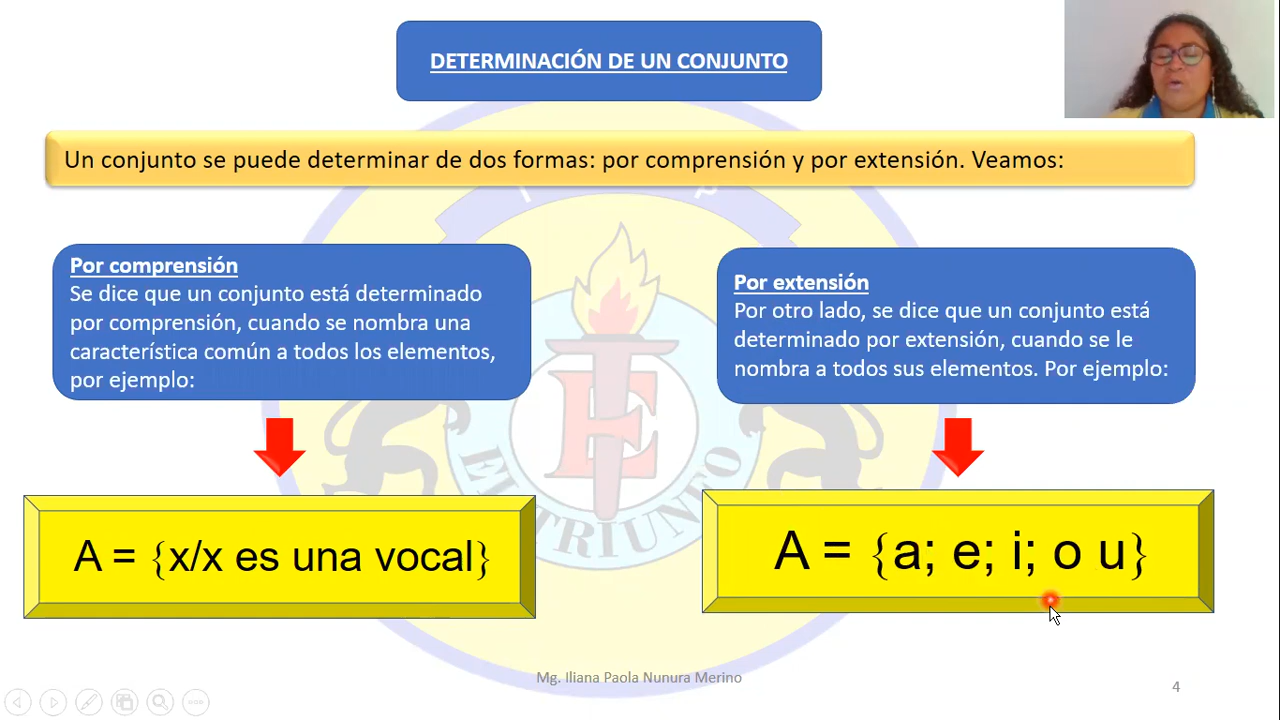 DETERMINACIÓN DE UN CONJUNTO
Un conjunto se puede determinar de dos formas: por comprensión y por extensión. Veamos:
I P
Por comprensión
Se dice que un conjunto está determinado
por comprensión, cuando se nombra una
característica común a todos los elementos,
por ejemplo:
Por extensión
Por otro lado, se dice que un conjunto está
determinado por extensión, cuando se le
nombra a todos sus elementos. Por ejemplo:
E
EL TRIUNFO
A = {x/x es una vocal}
A = {a; e; i; o u}
Mg. Iliana Paola Nunura Merino
4